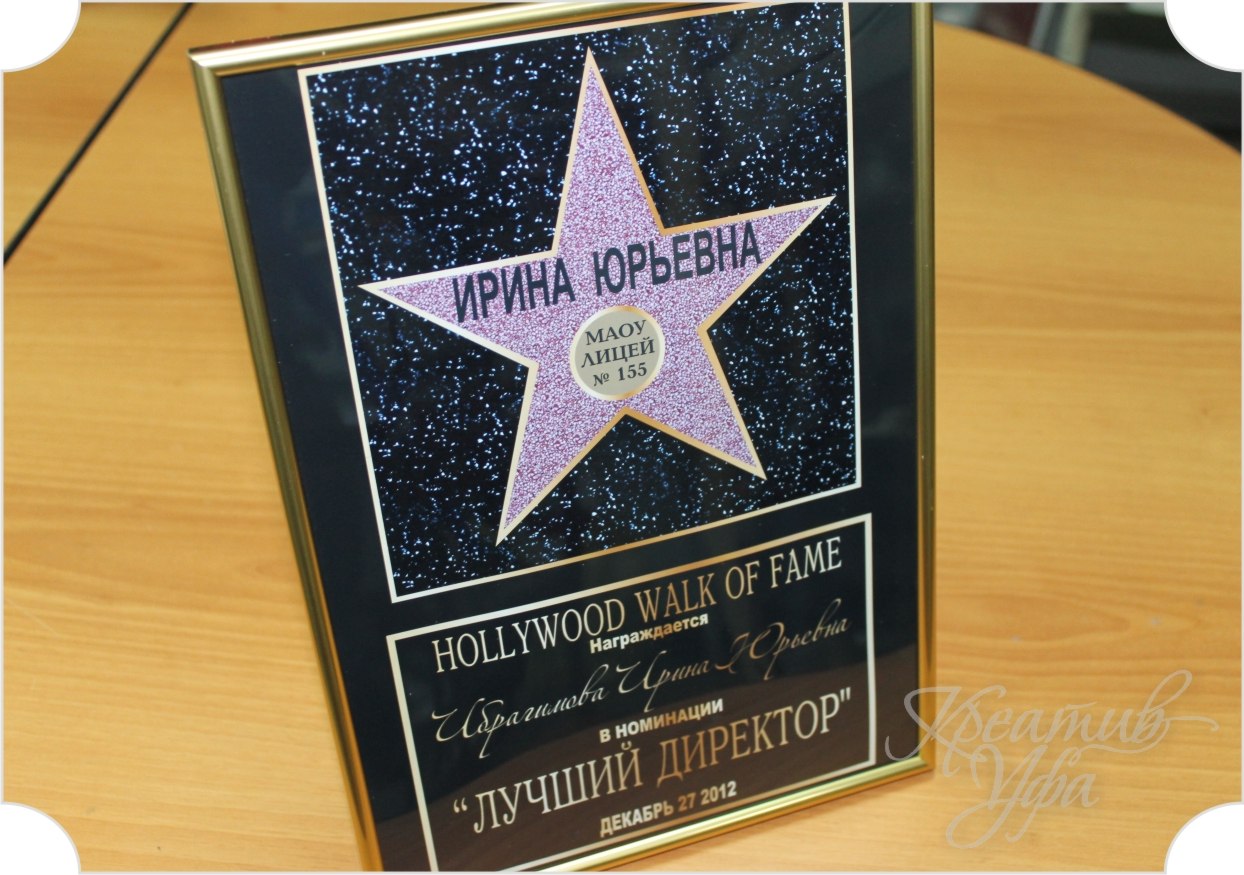 ИРИНА ЮРЬЕВНА
МАОУ
ЛИЦЕЙ
№ 155
HOLLYWOOD WALK OF FAME
Награждается
Ибрагимова Ирина Юрьевна
в номинации
“ЛУЧШИЙ ДИРЕКТОР"
ДЕКАБРЬ 27 2012
Креатив
Уфа